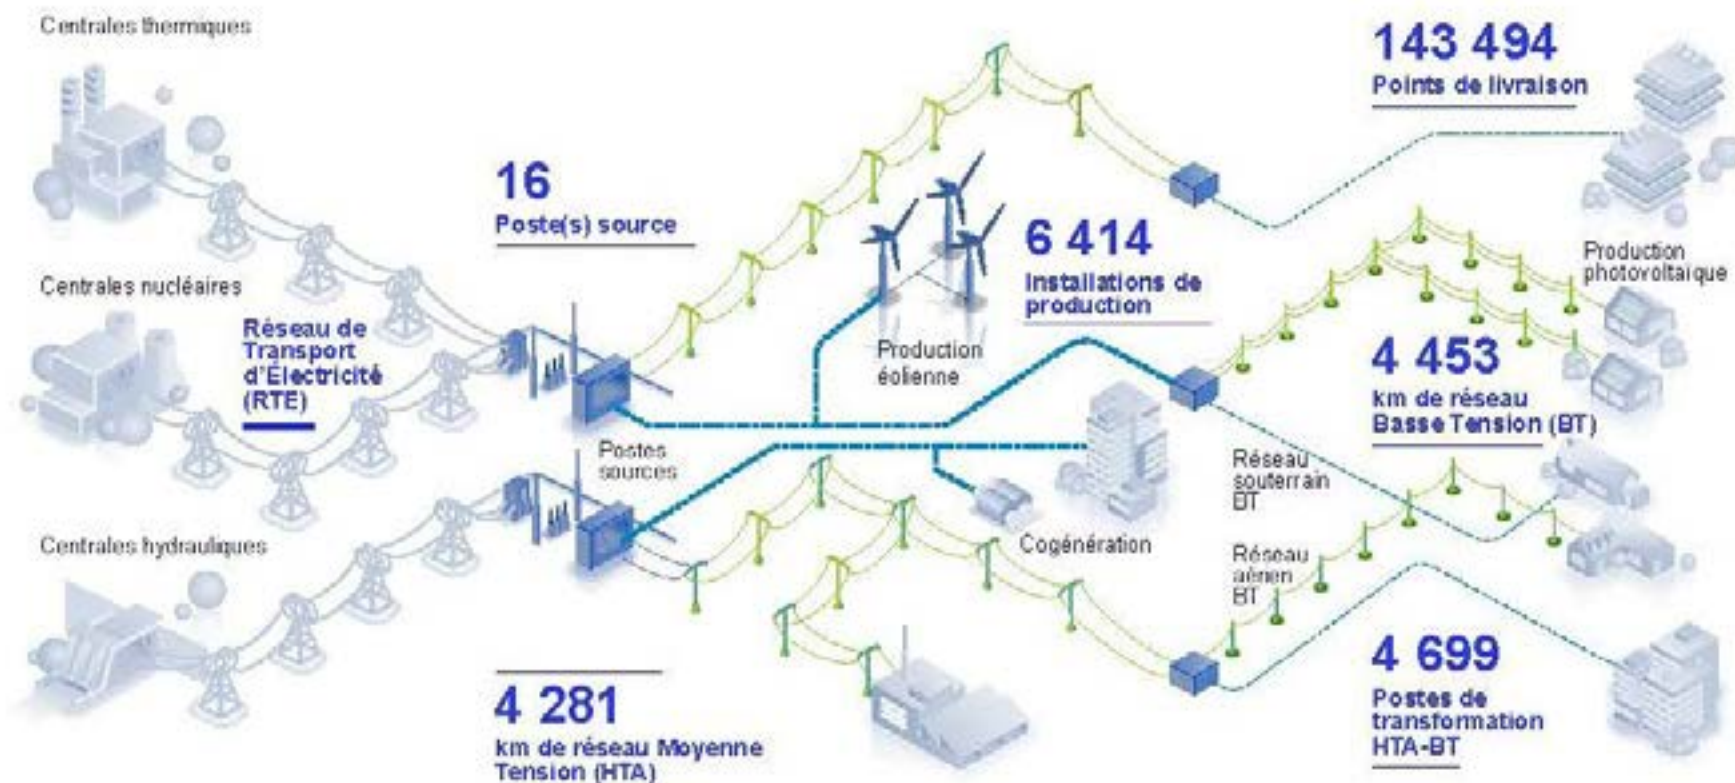 Centrales thermiques
143 494
Points de livraison
16
Poste(s) source
6 414
Installations de
production
Production
photovoltaïque
Centrales nucléaires
Réseau de
Transport
d'Électricité
(RTE)
Production
éolienne
4 453
km de réseau
Basse Tension (BT)
Postes
sources
Réseau
souterrain
BT
Centrales hydrauliques
Cogénération
Réseau
aérien
BT
4 281
km de réseau Moyenne
Tension (HTA)
4 699
Postes de
transformation
HTA-BT